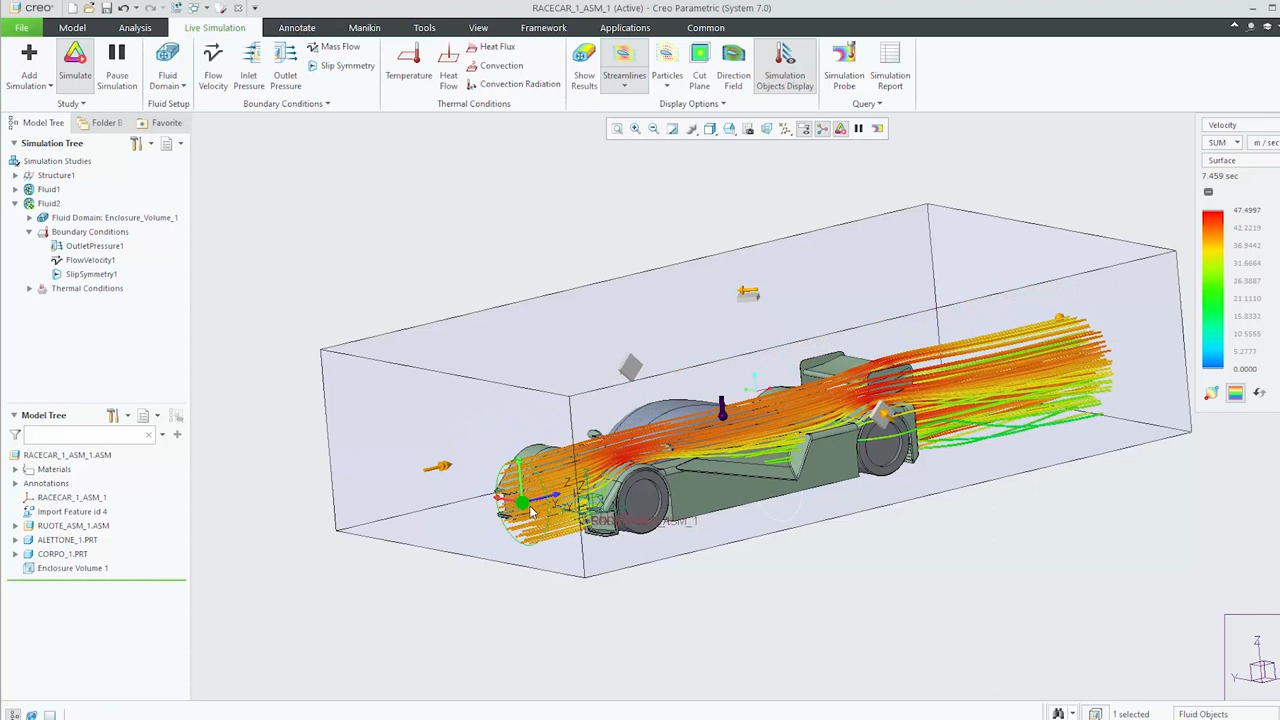 creo
RACECAR_1_ASM_1 (Active) - Creo Parametric (System 7.0)
File Model Analysis Live Simulation Annotate Manikin Tools View Framework Applications Common
Add Simulation
Simulate
Pause Simulation
Study
Fluid Domain
Fluid Setup
Flow Velocity
Inlet Pressure
Outlet Pressure
Mass Flow
Slip Symmetry
Boundary Conditions
Temperature
Heat Flow
Heat Flux
Convection
Convection Radiation
Thermal Conditions
Show Results
Streamlines
Particles
Cut Plane
Direction Field
Simulation Objects Display
Display Options
Simulation Probe
Simulation Report
Query
Model Tree
Folder B
Favorite
Simulation Tree
Simulation Studies
Structure1
Fluid1
Fluid2
Fluid Domain: Enclosure_Volume_1
Boundary Conditions
OutletPressure1
FlowVelocity1
SlipSymmetry1
Thermal Conditions
Model Tree
RACECAR_1_ASM_1.ASM
Materials
Annotations
RACECAR_1_ASM_1
Import Feature id 4
RUOTE_ASM_1.ASM
ALETTONE_1.PRT
CORPO_1.PRT
Enclosure Volume 1
Velocity
SUM
m / sec
Surface
7.459 sec
47.4997
42.2219
36.9442
31.6664
26.3887
21.1110
15.8332
10.5555
5.2777
0.0000
Z
Y
1 selected
Fluid Objects